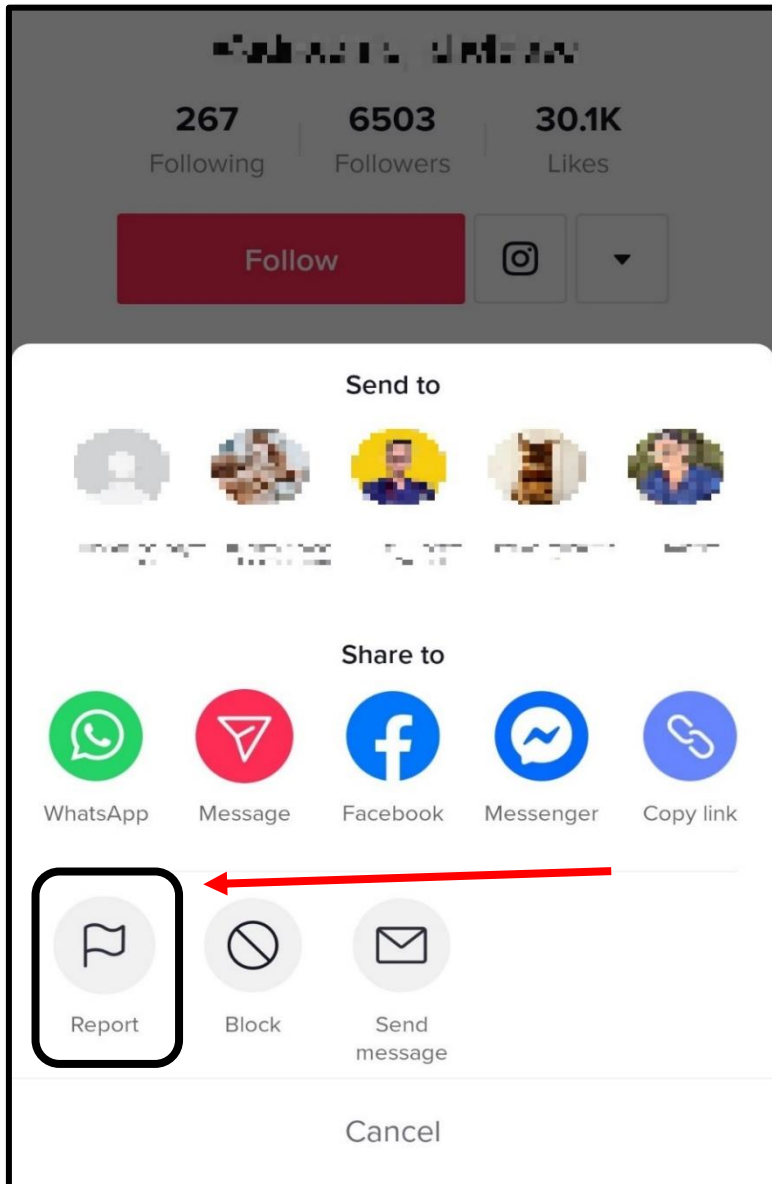 267 6503 30.1K
Following Followers Likes
Follow
Send to
Share to
WhatsApp Message Facebook Messenger Copy link
Report Block Send
message
Cancel